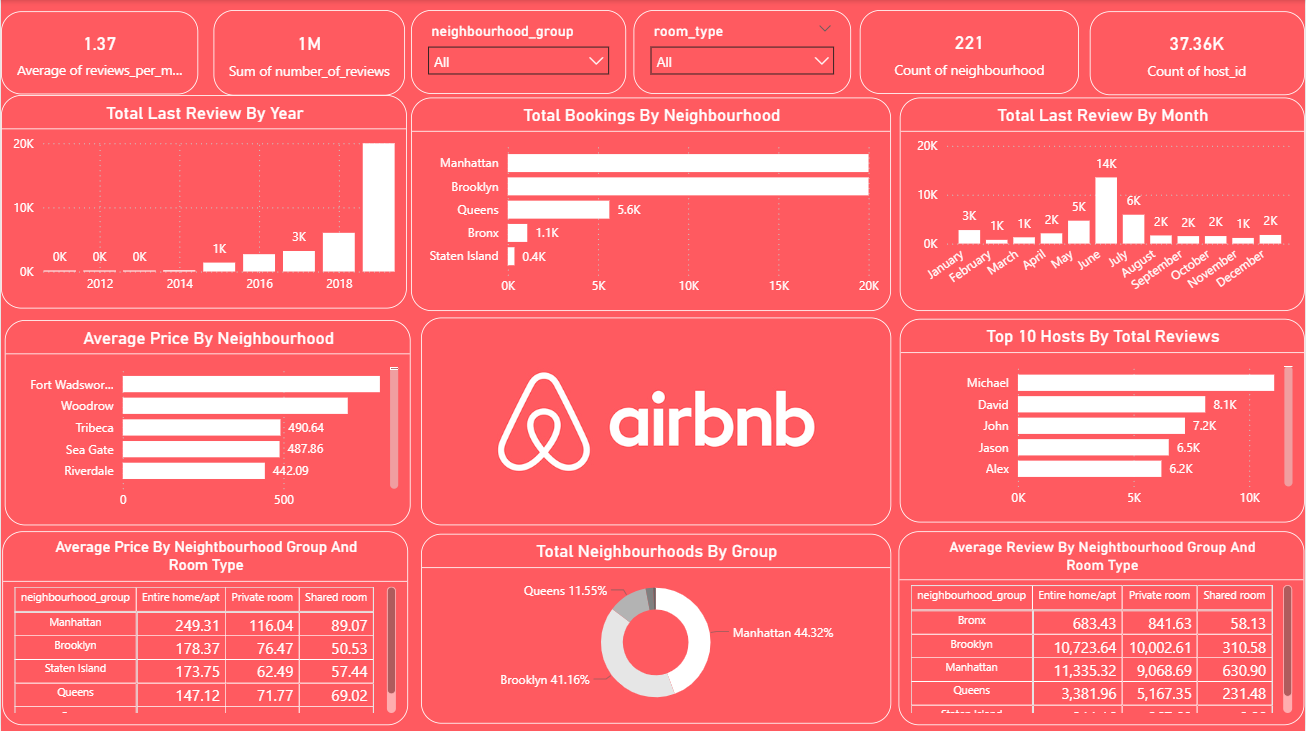 1.37
Average of reviews_per_m...
1M
Sum of number_of_reviews
neighbourhood_group
All
room_type
All
221
Count of neighbourhood
37.36K
Count of host_id
Total Last Review By Year
20K
10K
0K
0K 0K 0K 1K 3K
2012 2014 2016 2018
Total Bookings By Neighbourhood
Manhattan
Brooklyn
Queens 5.6K
Bronx 1.1K
Staten Island 0.4K
0K 5K 10K 15K 20K
Total Last Review By Month
20K
10K
0K
3K 1K 1K 2K 5K 14K 6K 2K 2K 2K 1K 2K
January February March April May June July August September October November December
Average Price By Neighbourhood
Fort Wadswor...
Woodrow
Tribeca 490.64
Sea Gate 487.86
Riverdale 442.09
0 500
airbnb
Top 10 Hosts By Total Reviews
Michael
David 8.1K
John 7.2K
Jason 6.5K
Alex 6.2K
0K 5K 10K
Average Price By Neightbourhood Group And
Room Type
neighbourhood_group Entire home/apt Private room Shared room
Manhattan 249.31 116.04 89.07
Brooklyn 178.37 76.47 50.53
Staten Island 173.75 62.49 57.44
Queens 147.12 71.77 69.02
Total Neighbourhoods By Group
Queens 11.55%
Manhattan 44.32%
Brooklyn 41.16%
Average Review By Neightbourhood Group And
Room Type
neighbourhood_group Entire home/apt Private room Shared room
Bronx 683.43 841.63 58.13
Brooklyn 10,723.64 10,002.61 310.58
Manhattan 11,335.32 9,068.69 630.90
Queens 3,381.96 5,167.35 231.48